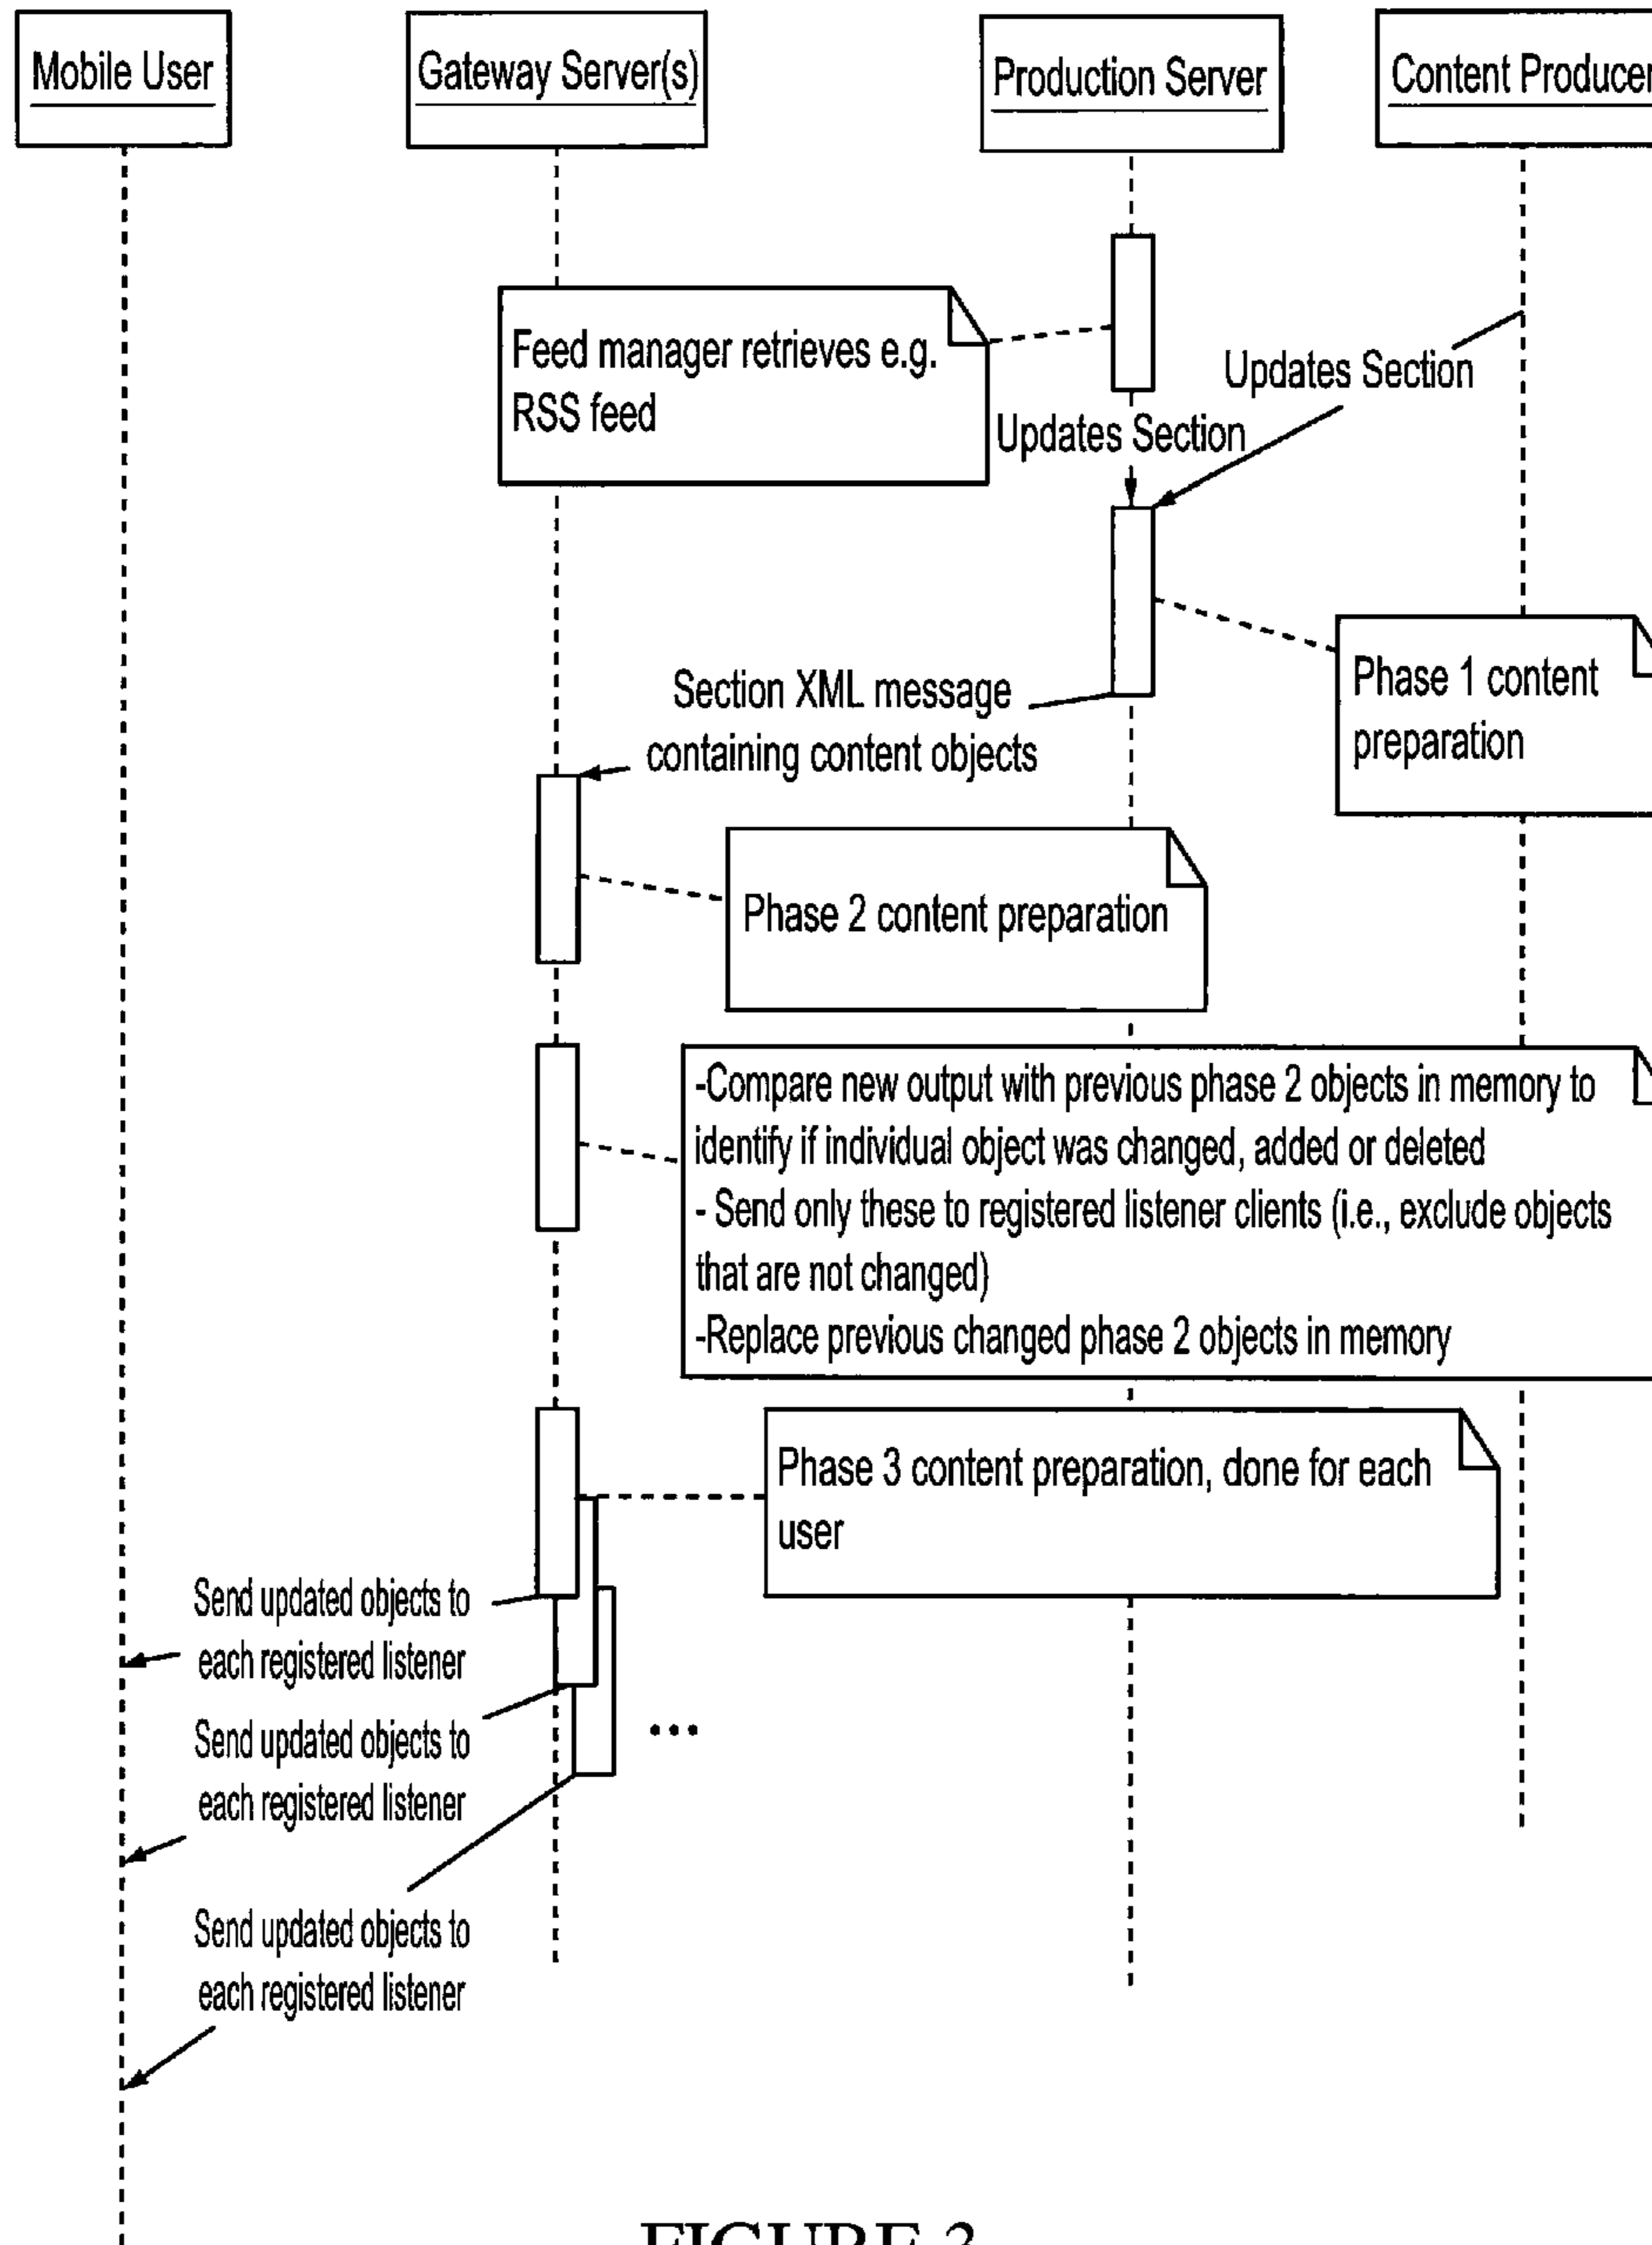 Mobile User
Gateway Server(s)
Production Server
Content Producer
Feed manager retrieves e.g.
RSS feed
Updates Section
Updates Section
Section XML message
containing content objects
Phase 1 content
preparation
Phase 2 content preparation
-Compare new output with previous phase 2 objects in memory to
identify if individual object was changed, added or deleted
- Send only these to registered listener clients (i.e., exclude objects
that are not changed)
-Replace previous changed phase 2 objects in memory
Phase 3 content preparation, done for each
user
Send updated objects to
each registered listener
Send updated objects to
each registered listener
...
Send updated objects to
each registered listener
FIGURE 3